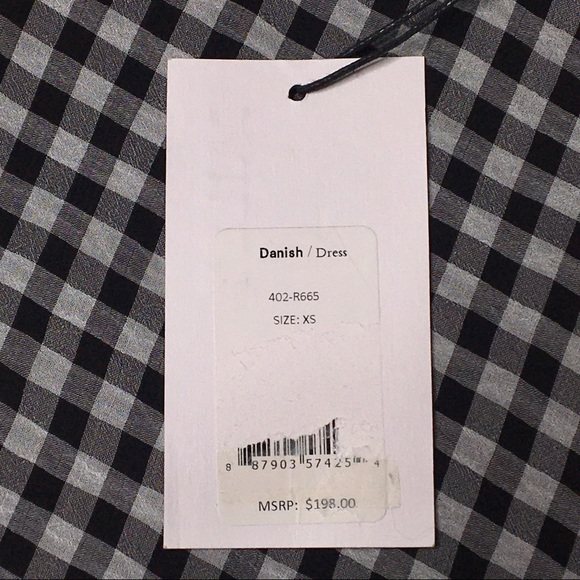 Danish / Dress
402-R665
SIZE: XS
8 87903 57425 4
MSRP: $198.00